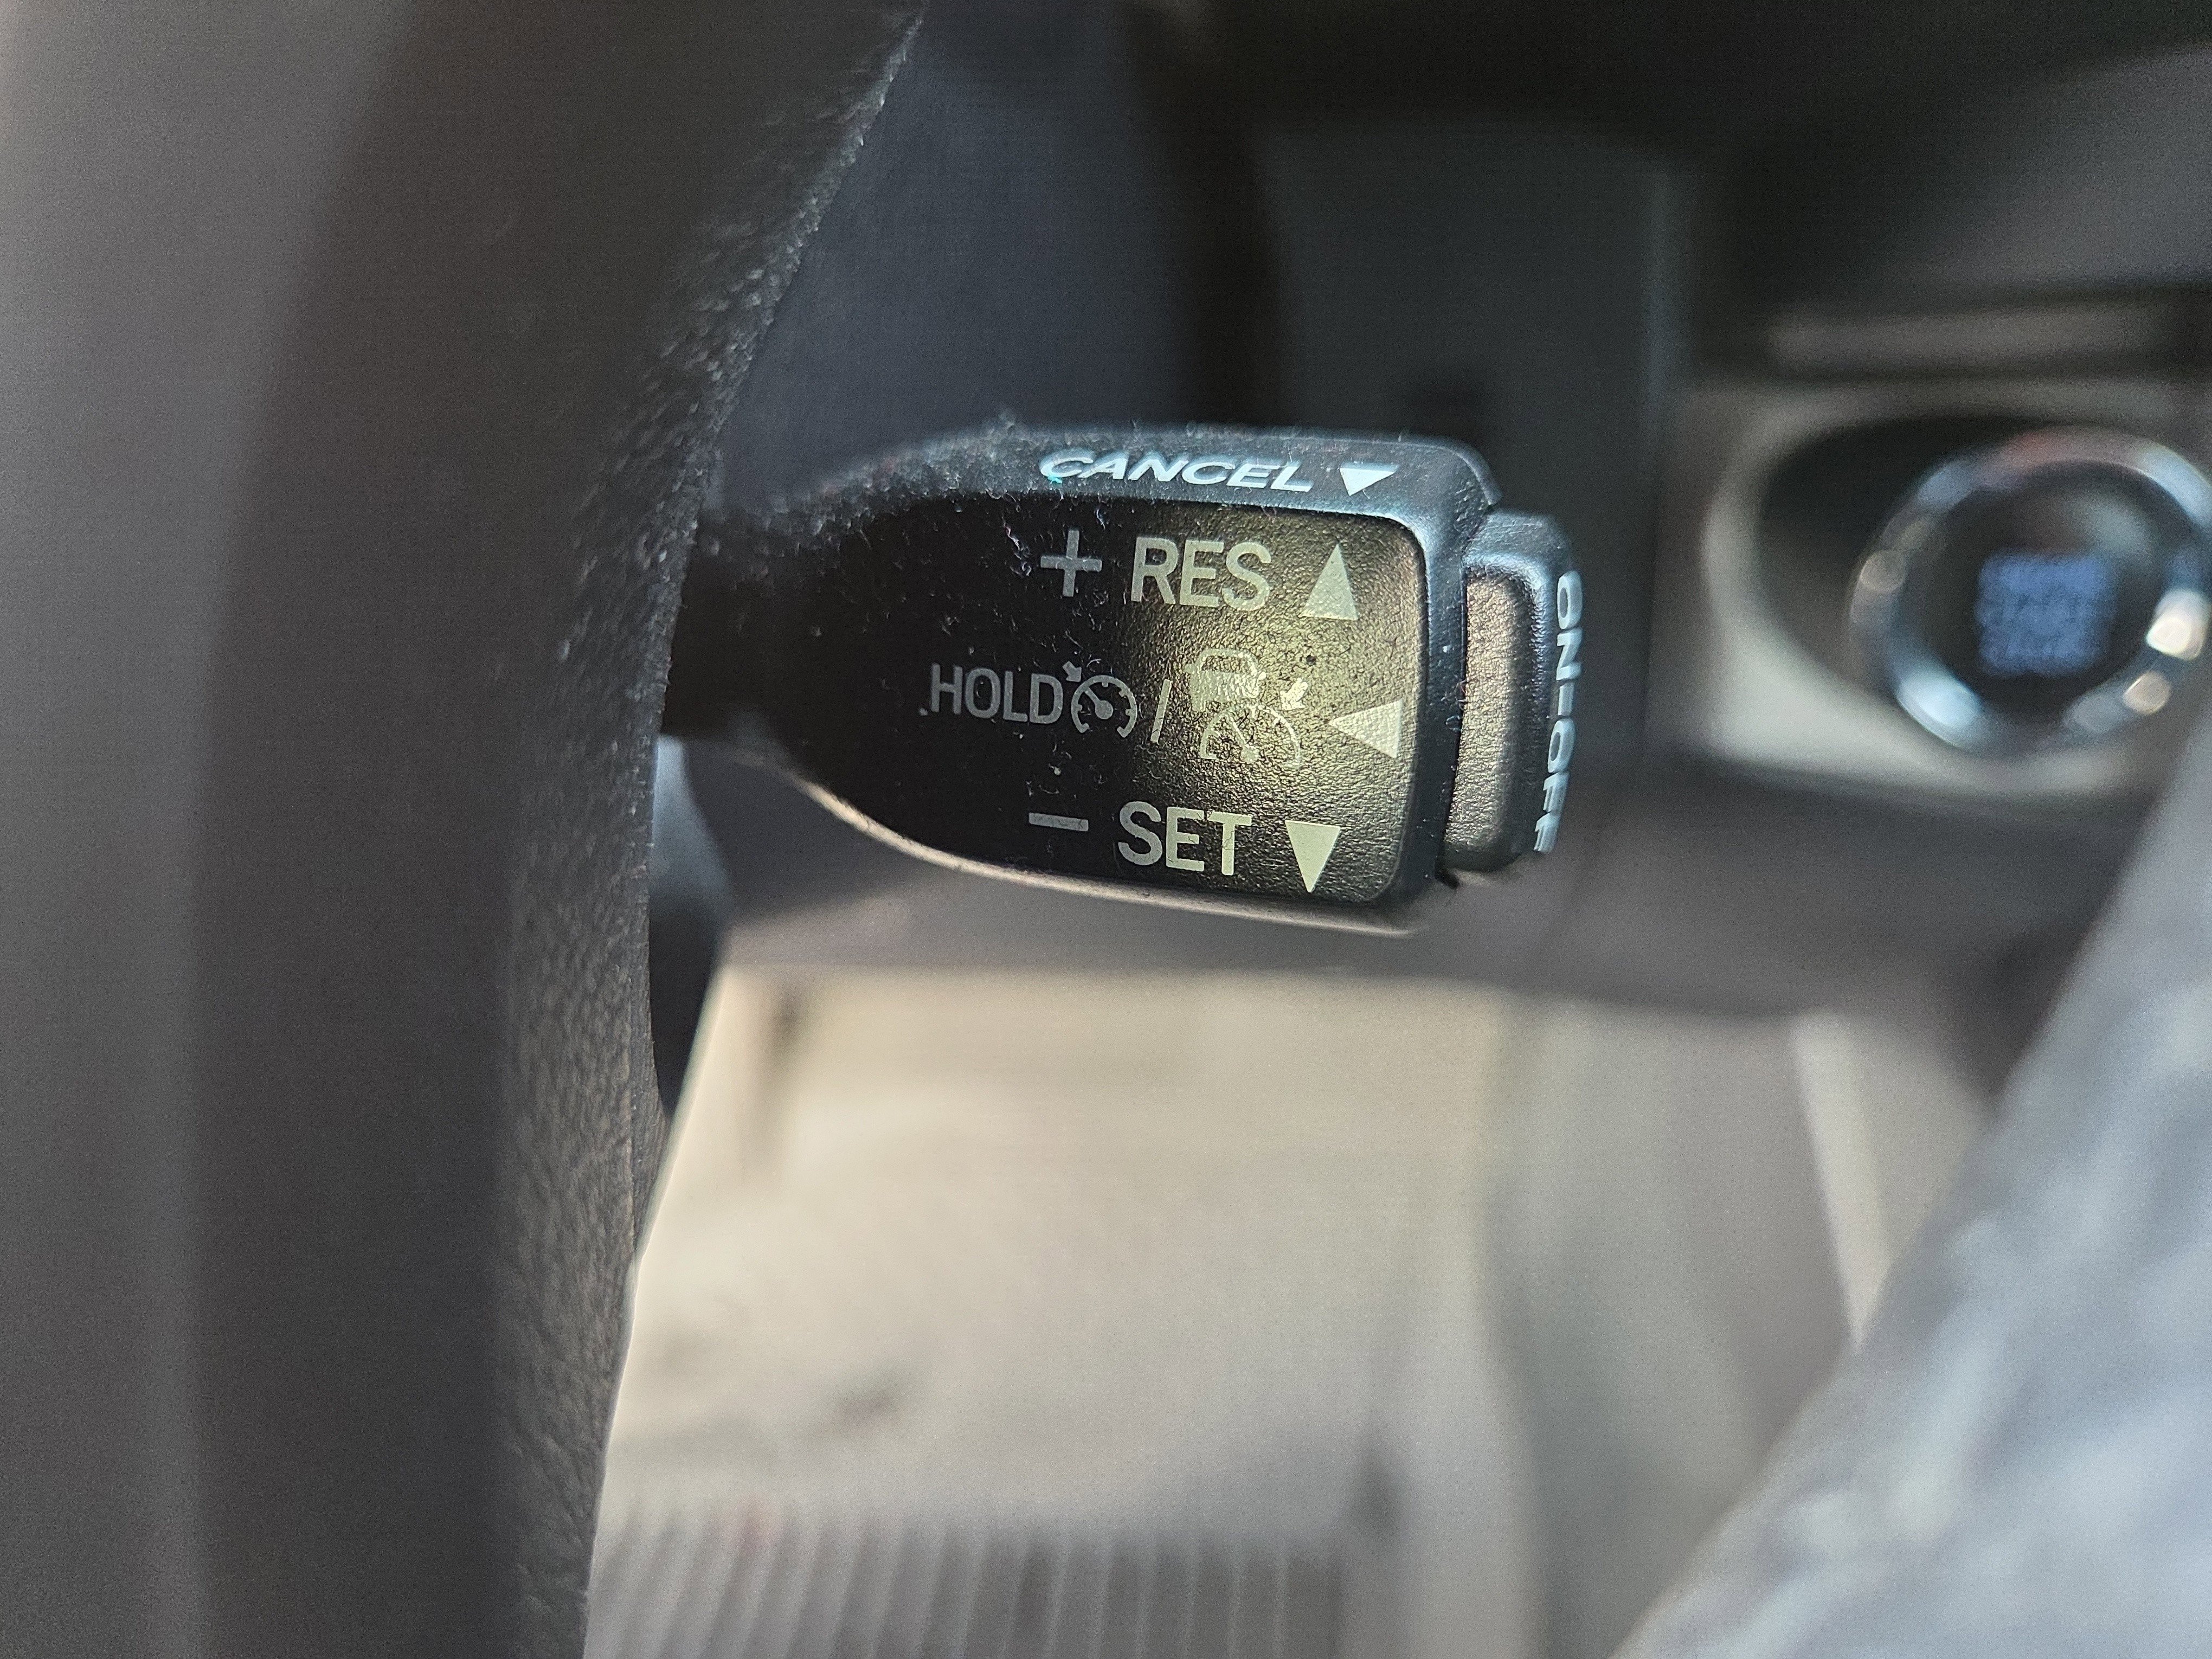 CANCEL ▼
+ RES ▲
HOLD / ◀
– SET ▼
ON-OFF